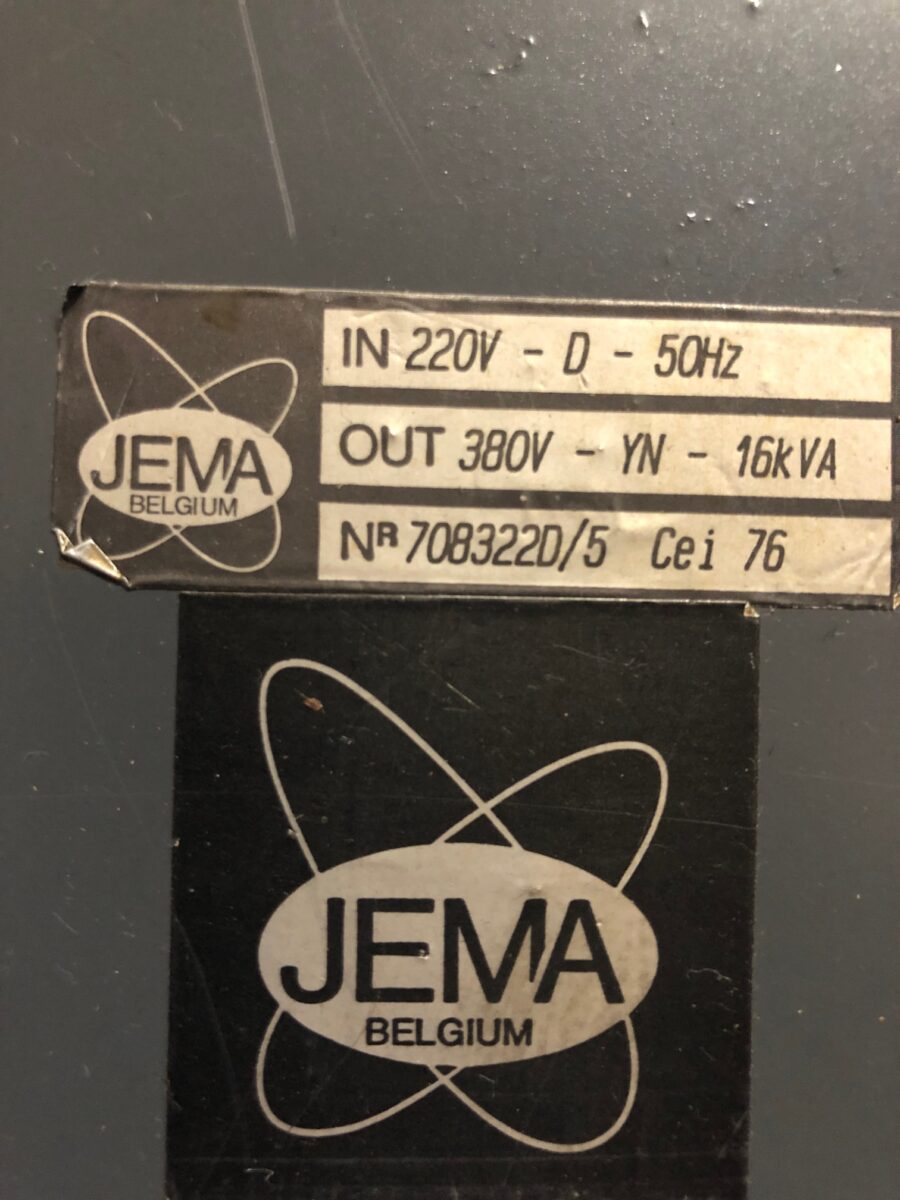 JEMA
BELGIUM
IN 220V - D - 50Hz
OUT 380V - YN - 16kVA
NR 708322D/5 Cei 76
JEMA
BELGIUM